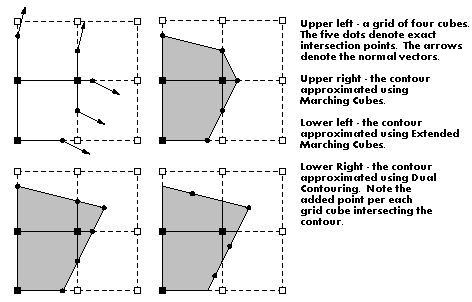 Upper left - a grid of four cubes.
The five dots denote exact
intersection points.  The arrows
denote the normal vectors.
Upper right - the contour
approximated using
Marching Cubes.
Lower left - the contour
approximated using Extended
Marching Cubes.
Lower Right - the contour
approximated using Dual
Contouring.  Note the
added point per each
grid cube intersecting the
contour.